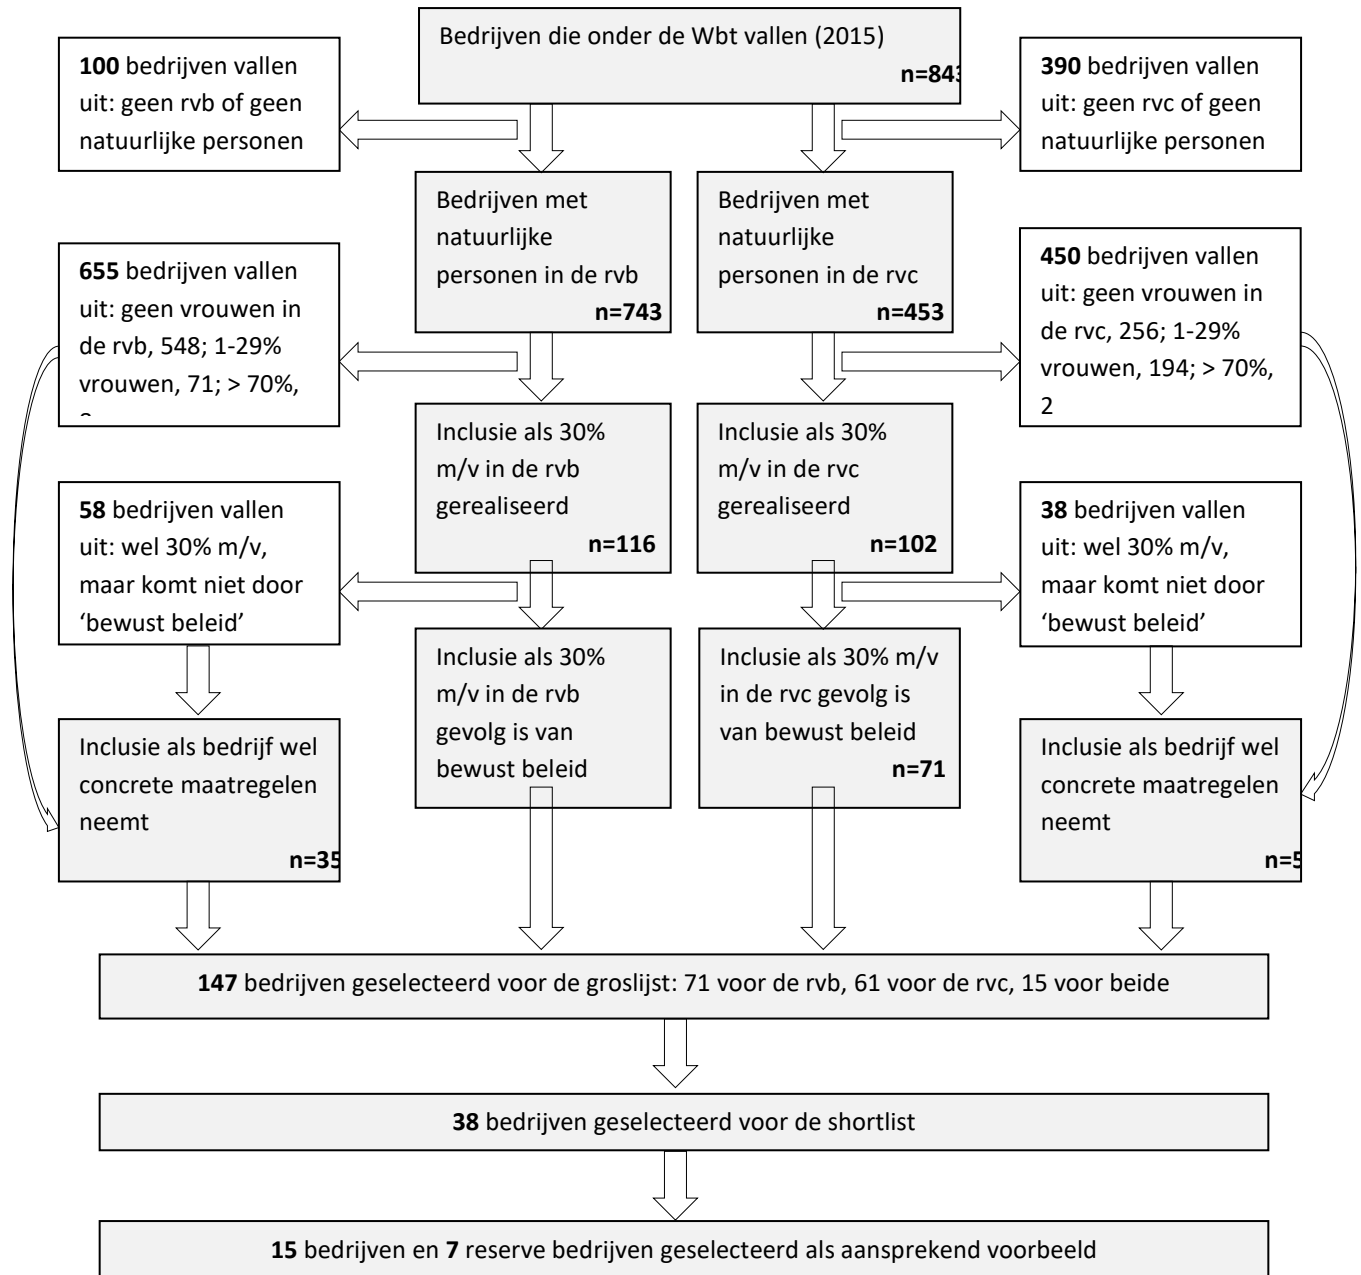 Bedrijven die onder de Wbt vallen (2015)
n=843
100 bedrijven vallen
uit: geen rvb of geen
natuurlijke personen
390 bedrijven vallen
uit: geen rvc of geen
natuurlijke personen
Bedrijven met
natuurlijke
personen in de rvb
n=743
Bedrijven met
natuurlijke
personen in de rvc
n=453
655 bedrijven vallen
uit: geen vrouwen in
de rvb, 548; 1-29%
vrouwen, 71; > 70%,
450 bedrijven vallen
uit: geen vrouwen in
de rvc, 256; 1-29%
vrouwen, 194; > 70%,
2
Inclusie als 30%
m/v in de rvb
gerealiseerd
n=116
Inclusie als 30%
m/v in de rvc
gerealiseerd
n=102
58 bedrijven vallen
uit: wel 30% m/v,
maar komt niet door
‘bewust beleid’
38 bedrijven vallen
uit: wel 30% m/v,
maar komt niet door
‘bewust beleid’
Inclusie als 30%
m/v in de rvb
gevolg is van
bewust beleid
Inclusie als 30% m/v
in de rvc gevolg is
van bewust beleid
n=71
Inclusie als bedrijf wel
concrete maatregelen
neemt
n=35
Inclusie als bedrijf wel
concrete maatregelen
neemt
n=5
147 bedrijven geselecteerd voor de groslijst: 71 voor de rvb, 61 voor de rvc, 15 voor beide
38 bedrijven geselecteerd voor de shortlist
15 bedrijven en 7 reserve bedrijven geselecteerd als aansprekend voorbeeld